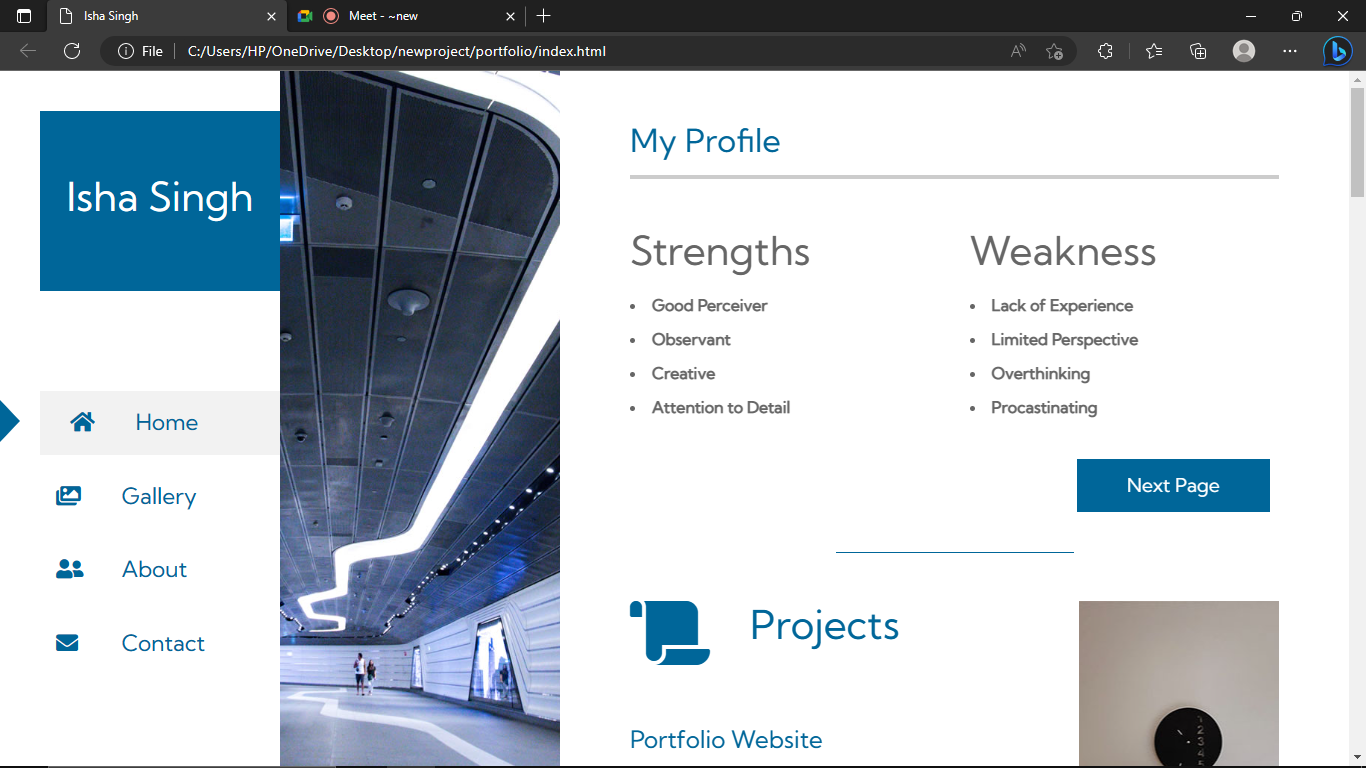 Isha Singh
Meet - ~new
File
C:/Users/HP/OneDrive/Desktop/newproject/portfolio/index.html
Isha Singh
Home
Gallery
About
Contact
My Profile
Strengths
Good Perceiver
Observant
Creative
Attention to Detail
Weakness
Lack of Experience
Limited Perspective
Overthinking
Procastinating
Next Page
Projects
Portfolio Website